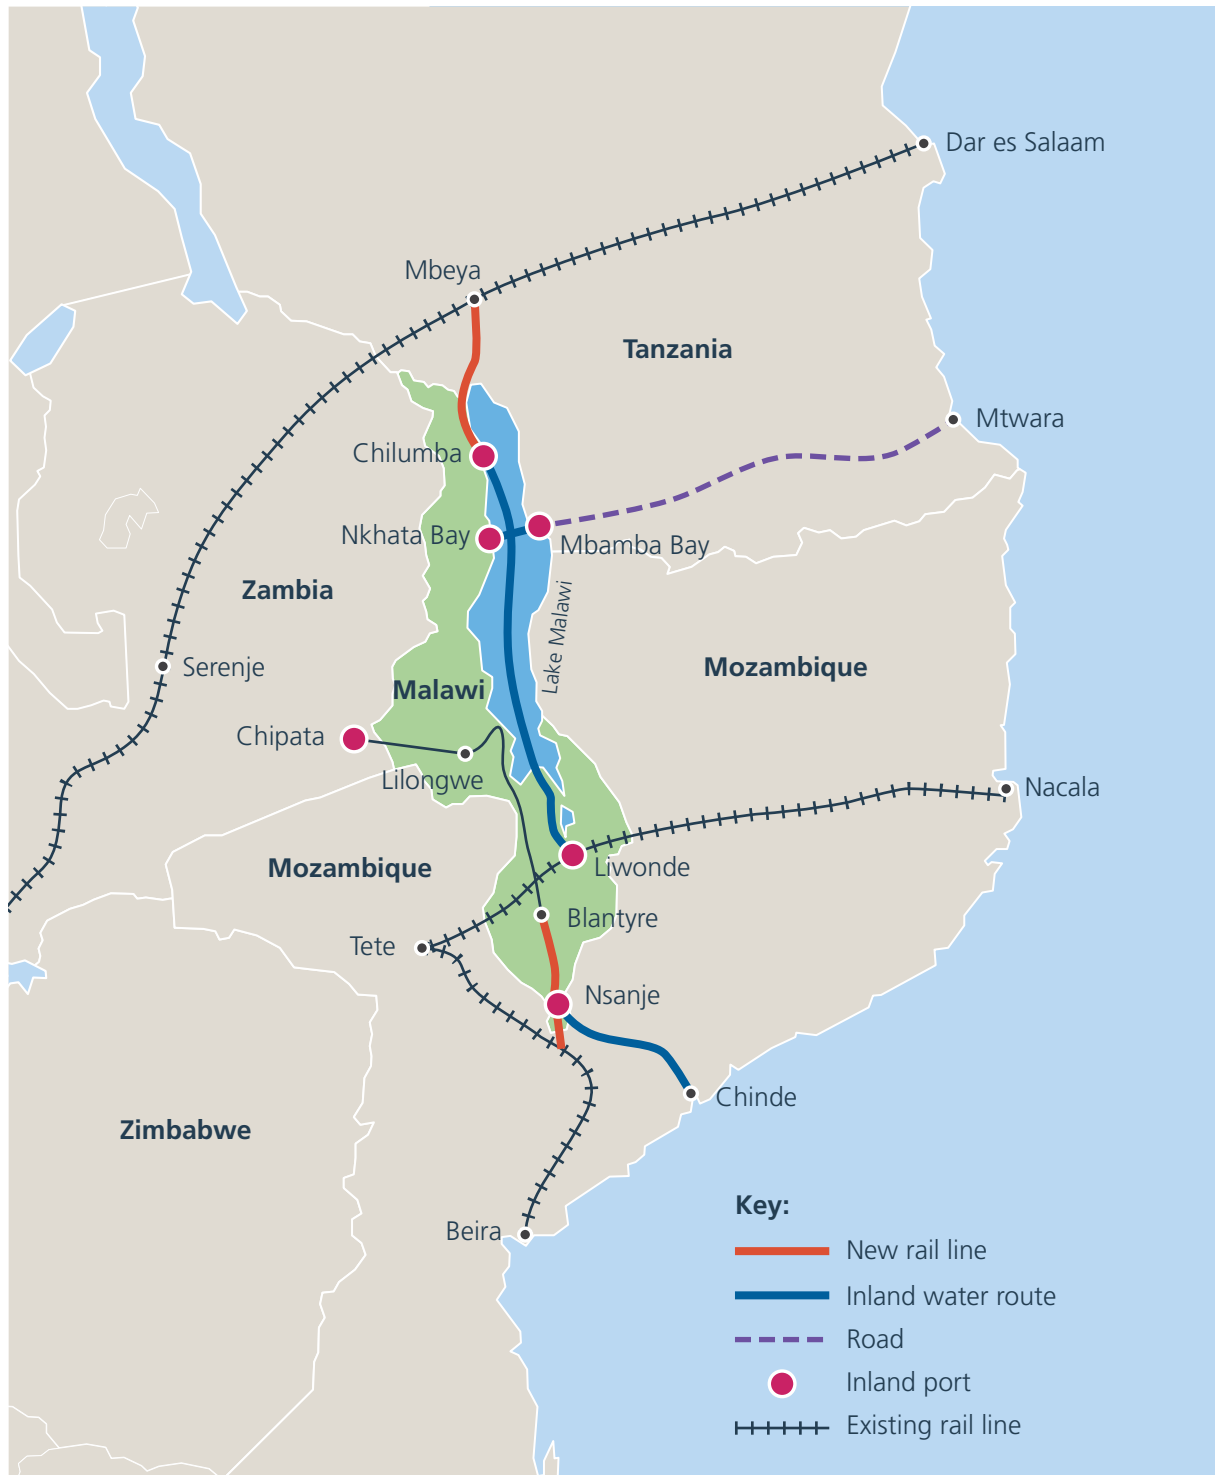 Dar es Salaam
Mbeya
Tanzania
Mtwara
Chilumba
Nkhata Bay
Mbamba Bay
Zambia
Lake Malawi
Serenje
Mozambique
Malawi
Chipata
Lilongwe
Nacala
Mozambique
Liwonde
Blantyre
Tete
Nsanje
Chinde
Zimbabwe
Beira
Key:
New rail line
Inland water route
Road
Inland port
Existing rail line